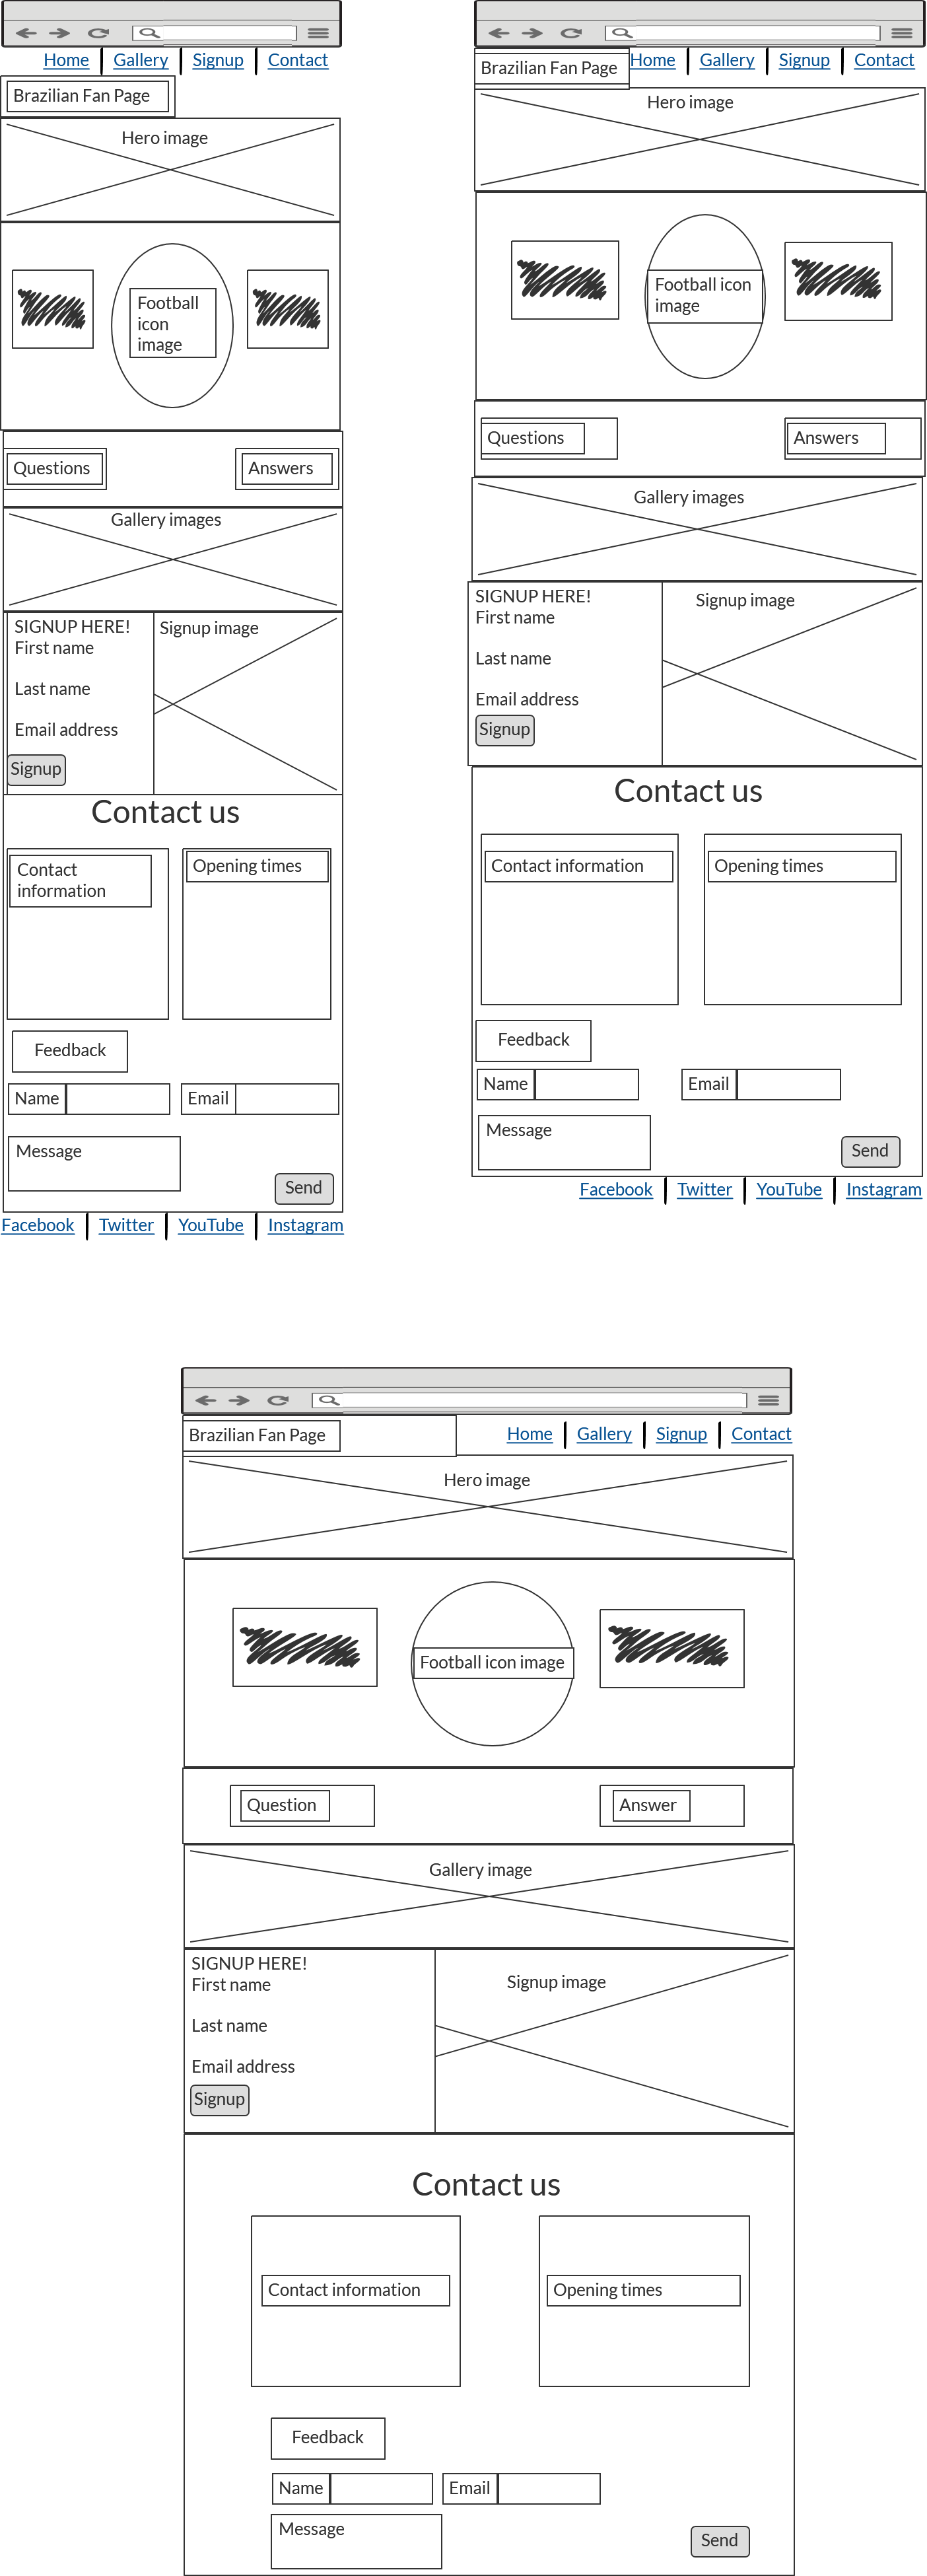 Home Gallery Signup Contact
Brazilian Fan Page
Hero image
Football
icon
image
Questions Answers
Gallery images
SIGNUP HERE!
First name
Last name
Email address
Signup
Signup image
Contact us
Contact
information
Opening times
Feedback
Name Email
Message
Send
Facebook Twitter YouTube Instagram
Brazilian Fan Page Home Gallery Signup Contact
Hero image
Football icon
image
Questions Answers
Gallery images
SIGNUP HERE!
First name
Last name
Email address
Signup
Signup image
Contact us
Contact information Opening times
Feedback
Name Email
Message
Send
Facebook Twitter YouTube Instagram
Brazilian Fan Page Home Gallery Signup Contact
Hero image
Football icon image
Question Answer
Gallery image
SIGNUP HERE!
First name
Last name
Email address
Signup
Signup image
Contact us
Contact information Opening times
Feedback
Name Email
Message
Send